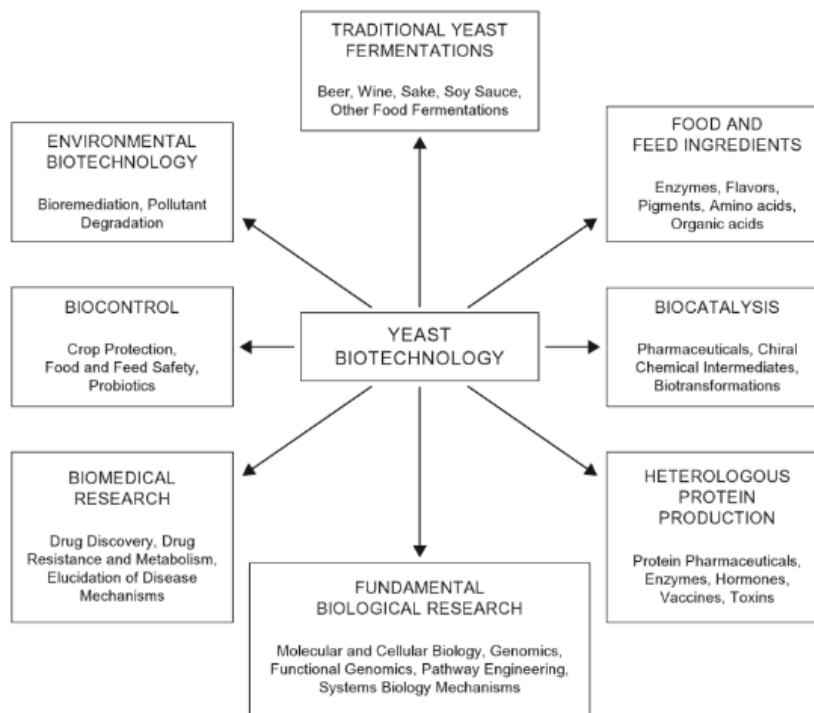 TRADITIONAL YEAST
FERMENTATIONS
Beer, Wine, Sake, Soy Sauce,
Other Food Fermentations
ENVIRONMENTAL
BIOTECHNOLOGY
Bioremediation, Pollutant
Degradation
FOOD AND
FEED INGREDIENTS
Enzymes, Flavors,
Pigments, Amino acids,
Organic acids
BIOCONTROL
Crop Protection,
Food and Feed Safety,
Probiotics
YEAST
BIOTECHNOLOGY
BIOCATALYSIS
Pharmaceuticals, Chiral
Chemical Intermediates,
Biotransformations
BIOMEDICAL
RESEARCH
Drug Discovery, Drug
Resistance and Metabolism,
Elucidation of Disease
Mechanisms
HETEROLOGOUS
PROTEIN
PRODUCTION
Protein Pharmaceuticals,
Enzymes, Hormones,
Vaccines, Toxins
FUNDAMENTAL
BIOLOGICAL RESEARCH
Molecular and Cellular Biology, Genomics,
Functional Genomics, Pathway Engineering,
Systems Biology Mechanisms